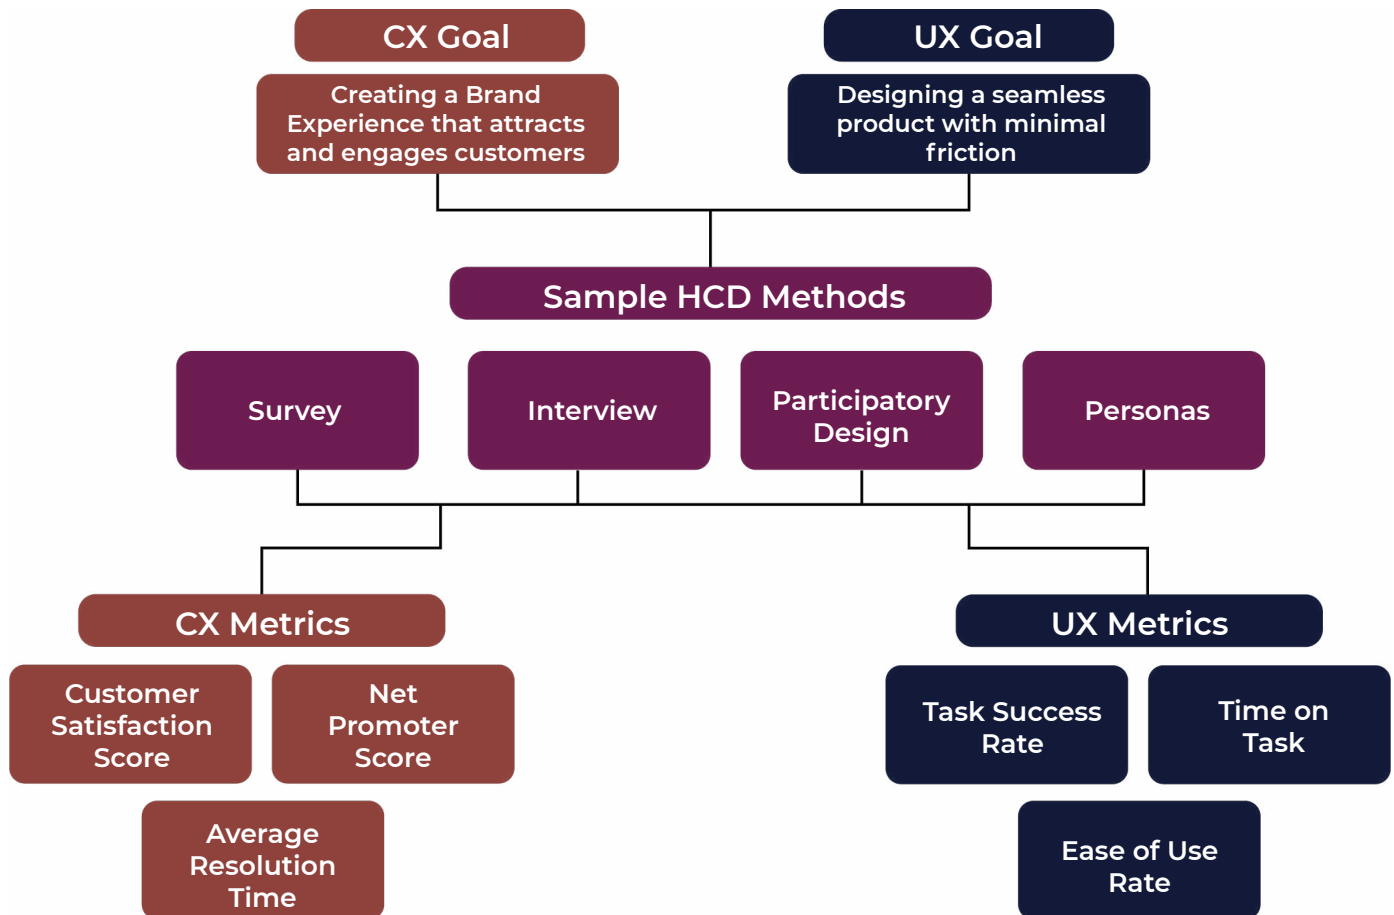 CX Goal
UX Goal
Creating a Brand
Experience that attracts
and engages customers
Designing a seamless
product with minimal
friction
Sample HCD Methods
Survey
Interview
Participatory
Design
Personas
CX Metrics
UX Metrics
Customer
Satisfaction
Score
Net
Promoter
Score
Average
Resolution
Time
Task Success
Rate
Time on
Task
Ease of Use
Rate